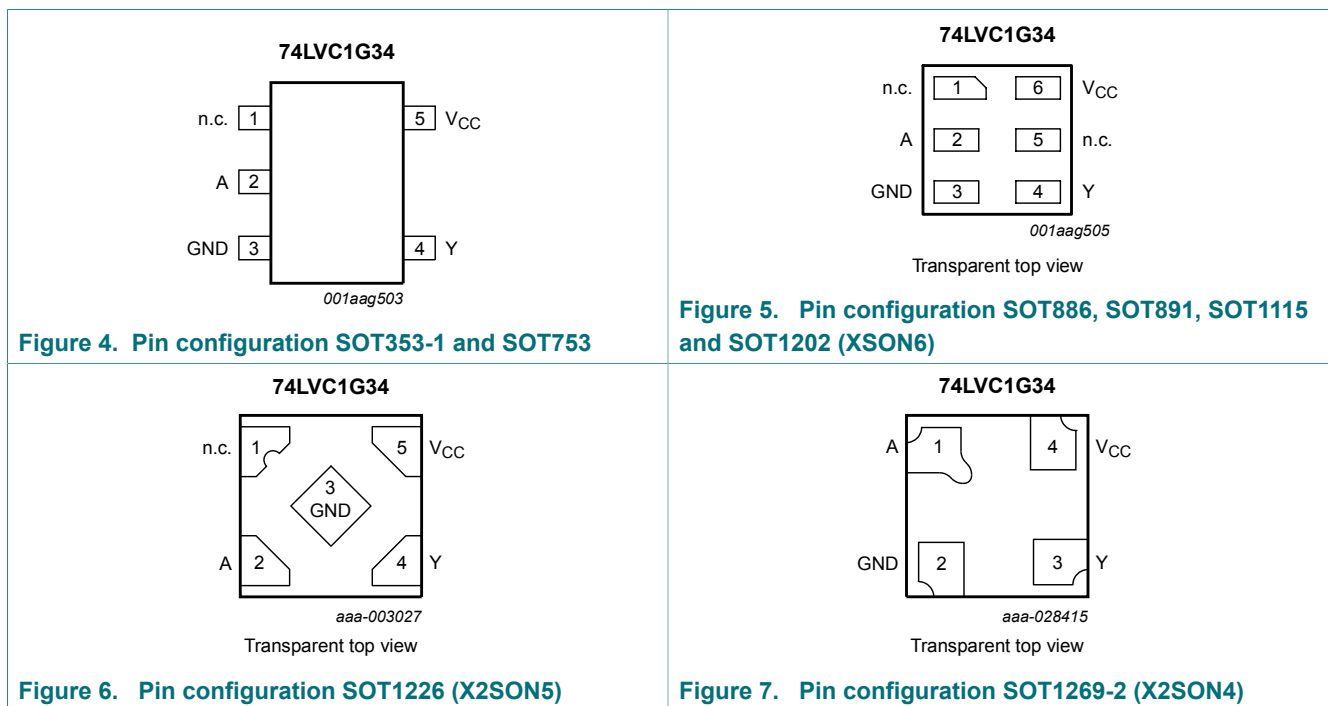 74LVC1G34
n.c. 1 5 VCC
A 2
GND 3 4 Y
001aag503
Figure 4. Pin configuration SOT353-1 and SOT753
74LVC1G34
n.c. 1 6 VCC
A 2 5 n.c.
GND 3 4 Y
001aag505
Transparent top view
Figure 5. Pin configuration SOT886, SOT891, SOT1115
and SOT1202 (XSON6)
74LVC1G34
n.c. 1 5 VCC
3
GND
A 2 4 Y
aaa-003027
Transparent top view
Figure 6. Pin configuration SOT1226 (X2SON5)
74LVC1G34
A 1 4 VCC
GND 2 3 Y
aaa-028415
Transparent top view
Figure 7. Pin configuration SOT1269-2 (X2SON4)